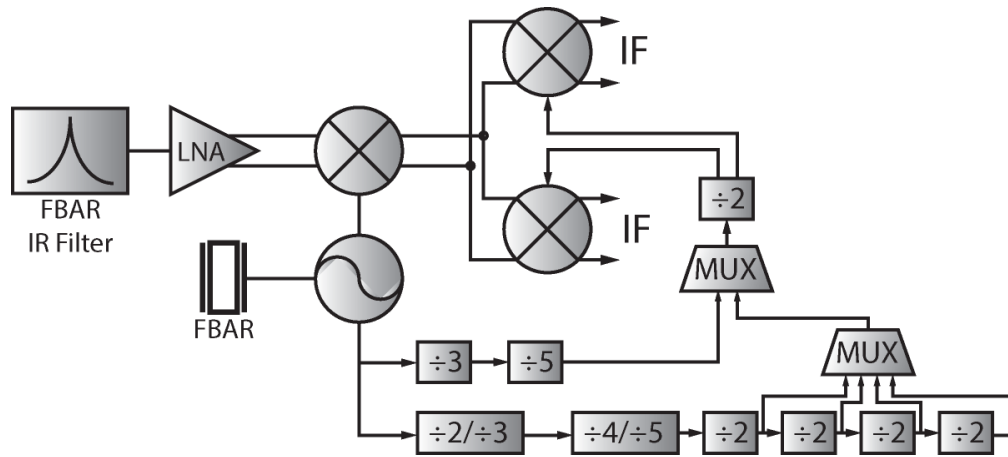 IF
LNA
FBAR
IR Filter
÷2
IF
MUX
FBAR
MUX
÷3
÷5
÷2/÷3
÷4/÷5
÷2
÷2
÷2
÷2